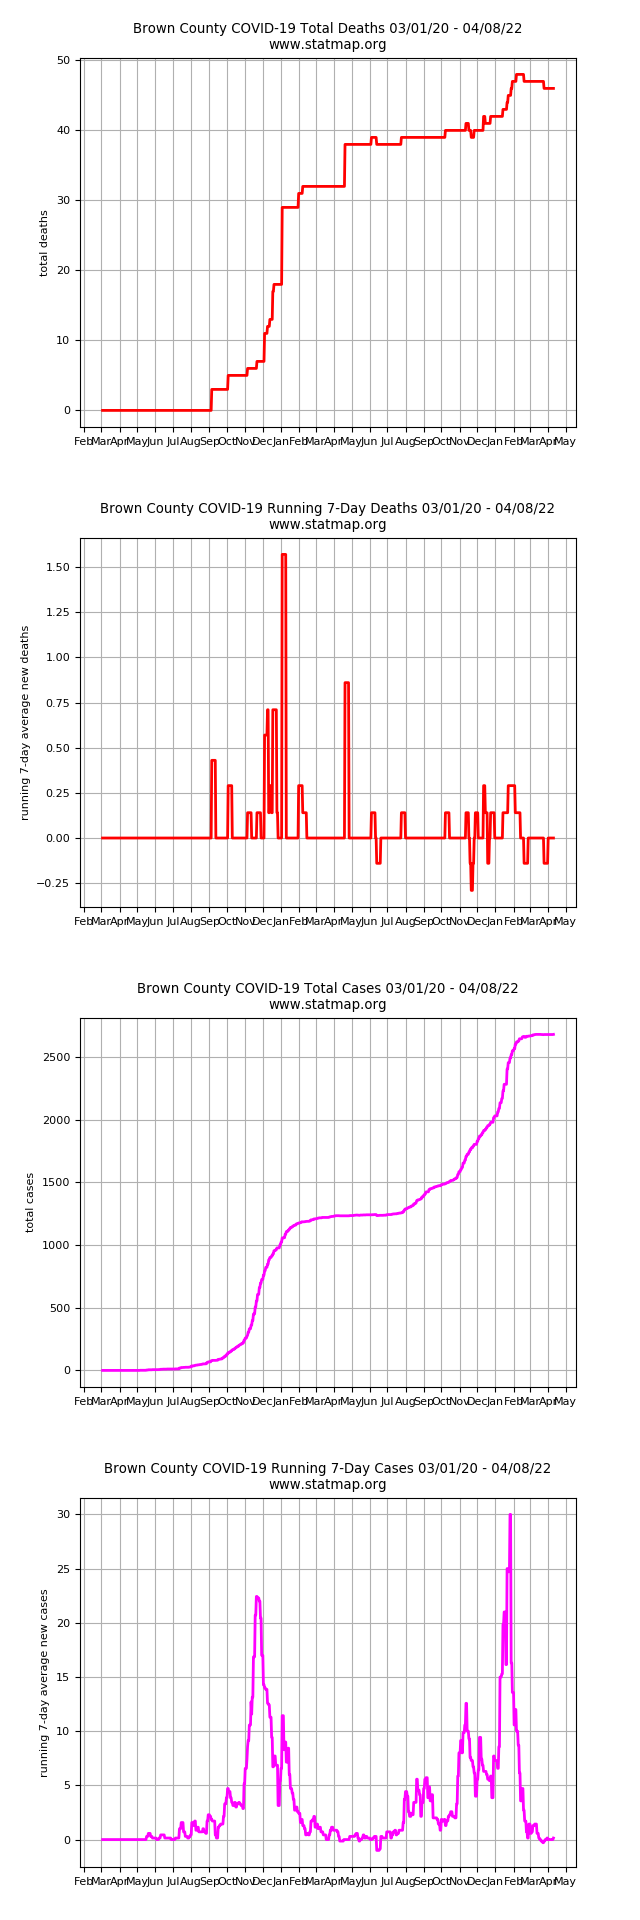 Brown County COVID-19 Total Deaths 03/01/20 - 04/08/22
www.statmap.org
50
40
30
20
10
0
total deaths
Feb Mar Apr May Jun Jul Aug Sep Oct Nov Dec Jan Feb Mar Apr May Jun Jul Aug Sep Oct Nov Dec Jan Feb Mar Apr May
Brown County COVID-19 Running 7-Day Deaths 03/01/20 - 04/08/22
www.statmap.org
1.50
1.25
1.00
0.75
0.50
0.25
0.00
−0.25
running 7-day average new deaths
Feb Mar Apr May Jun Jul Aug Sep Oct Nov Dec Jan Feb Mar Apr May Jun Jul Aug Sep Oct Nov Dec Jan Feb Mar Apr May
Brown County COVID-19 Total Cases 03/01/20 - 04/08/22
www.statmap.org
2500
2000
1500
1000
500
0
total cases
Feb Mar Apr May Jun Jul Aug Sep Oct Nov Dec Jan Feb Mar Apr May Jun Jul Aug Sep Oct Nov Dec Jan Feb Mar Apr May
Brown County COVID-19 Running 7-Day Cases 03/01/20 - 04/08/22
www.statmap.org
30
25
20
15
10
5
0
running 7-day average new cases
Feb Mar Apr May Jun Jul Aug Sep Oct Nov Dec Jan Feb Mar Apr May Jun Jul Aug Sep Oct Nov Dec Jan Feb Mar Apr May